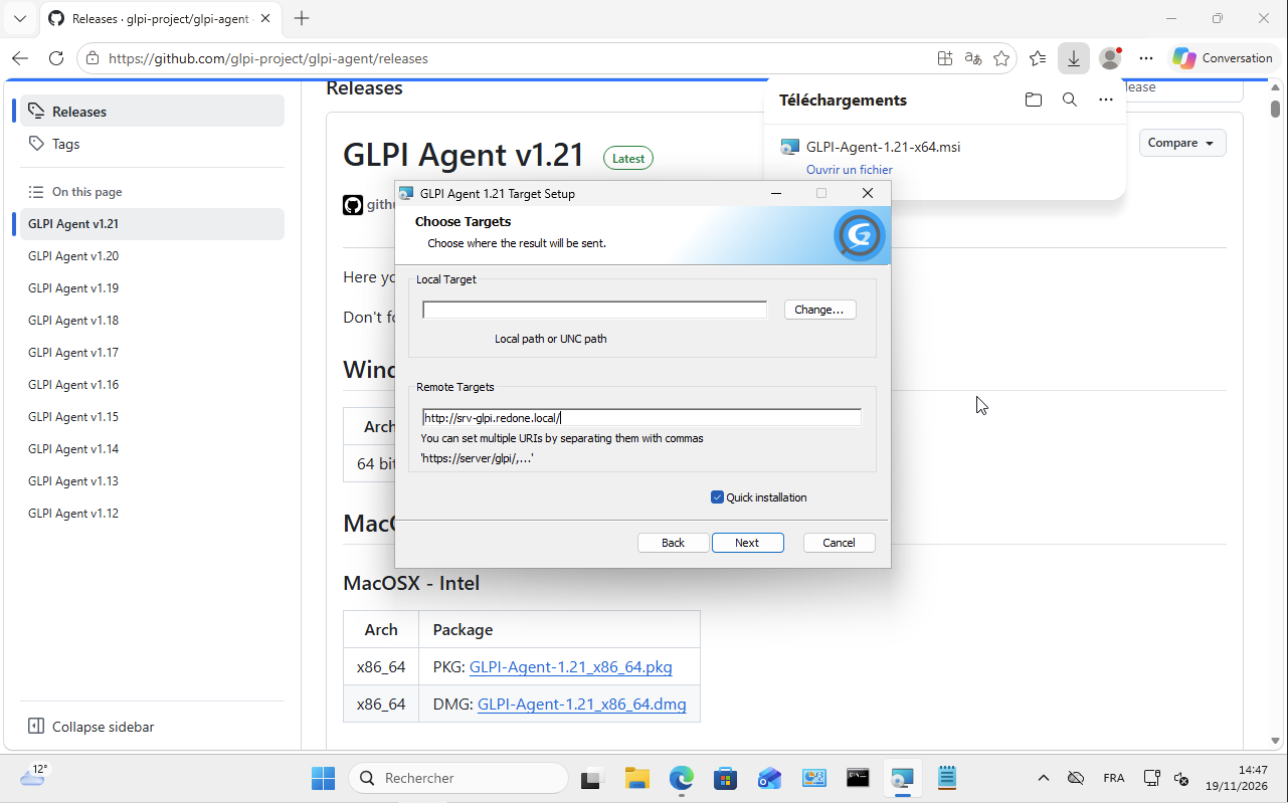 Releases · glpi-project/glpi-agent
https://github.com/glpi-project/glpi-agent/releases
Conversation
Releases
Tags
On this page
GLPI Agent v1.21
GLPI Agent v1.20
GLPI Agent v1.19
GLPI Agent v1.18
GLPI Agent v1.17
GLPI Agent v1.16
GLPI Agent v1.15
GLPI Agent v1.14
GLPI Agent v1.13
GLPI Agent v1.12
Collapse sidebar
Releases
GLPI Agent v1.21 Latest
Compare
Téléchargements
GLPI-Agent-1.21-x64.msi
Ouvrir un fichier
GLPI Agent 1.21 Target Setup
Choose Targets
Choose where the result will be sent.
Local Target
Change...
Local path or UNC path
Remote Targets
http://srv-glpi.redone.local/
You can set multiple URIs by separating them with commas
'https://server/glpi/,...'
Quick installation
Back Next Cancel
Here
Don't
Arch
64
MacOSX - Intel
Arch Package
x86_64 PKG: GLPI-Agent-1.21_x86_64.pkg
x86_64 DMG: GLPI-Agent-1.21_x86_64.dmg
12°
Rechercher
FRA
14:47
19/11/2026